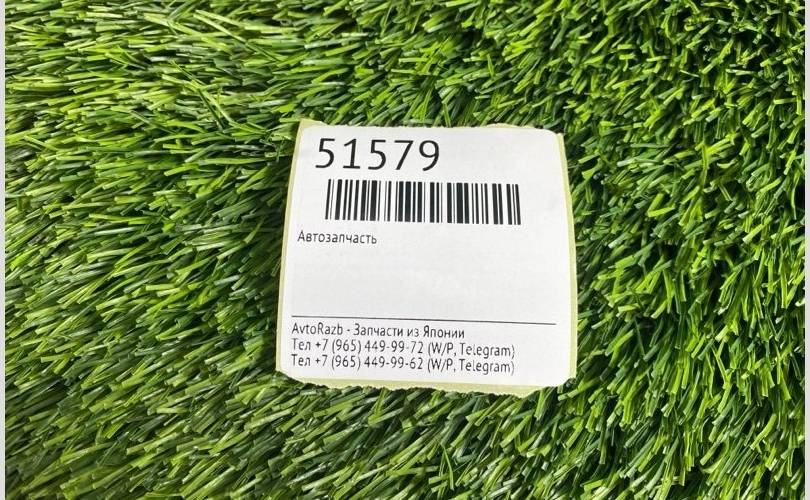 51579
Автозапчасть
AvtoRazb - Запчасти из Японии
Тел +7 (965) 449-99-72 (W/P, Telegram)
Тел +7 (965) 449-99-62 (W/P, Telegram)